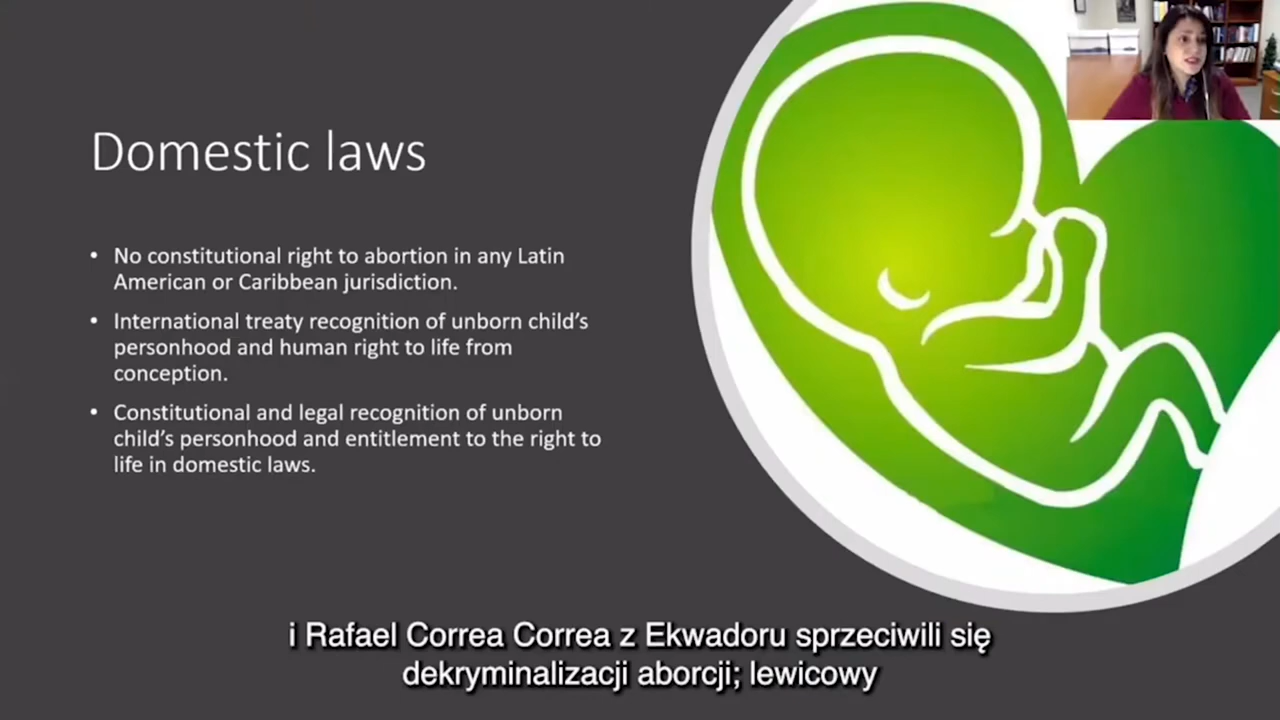 Domestic laws
• No constitutional right to abortion in any Latin
American or Caribbean jurisdiction.
• International treaty recognition of unborn child's
personhood and human right to life from
conception.
• Constitutional and legal recognition of unborn
child's personhood and entitlement to the right to
life in domestic laws.
i Rafael Correa Correa z Ekwadoru sprzeciwili się
dekryminalizacji aborcji; lewicowy